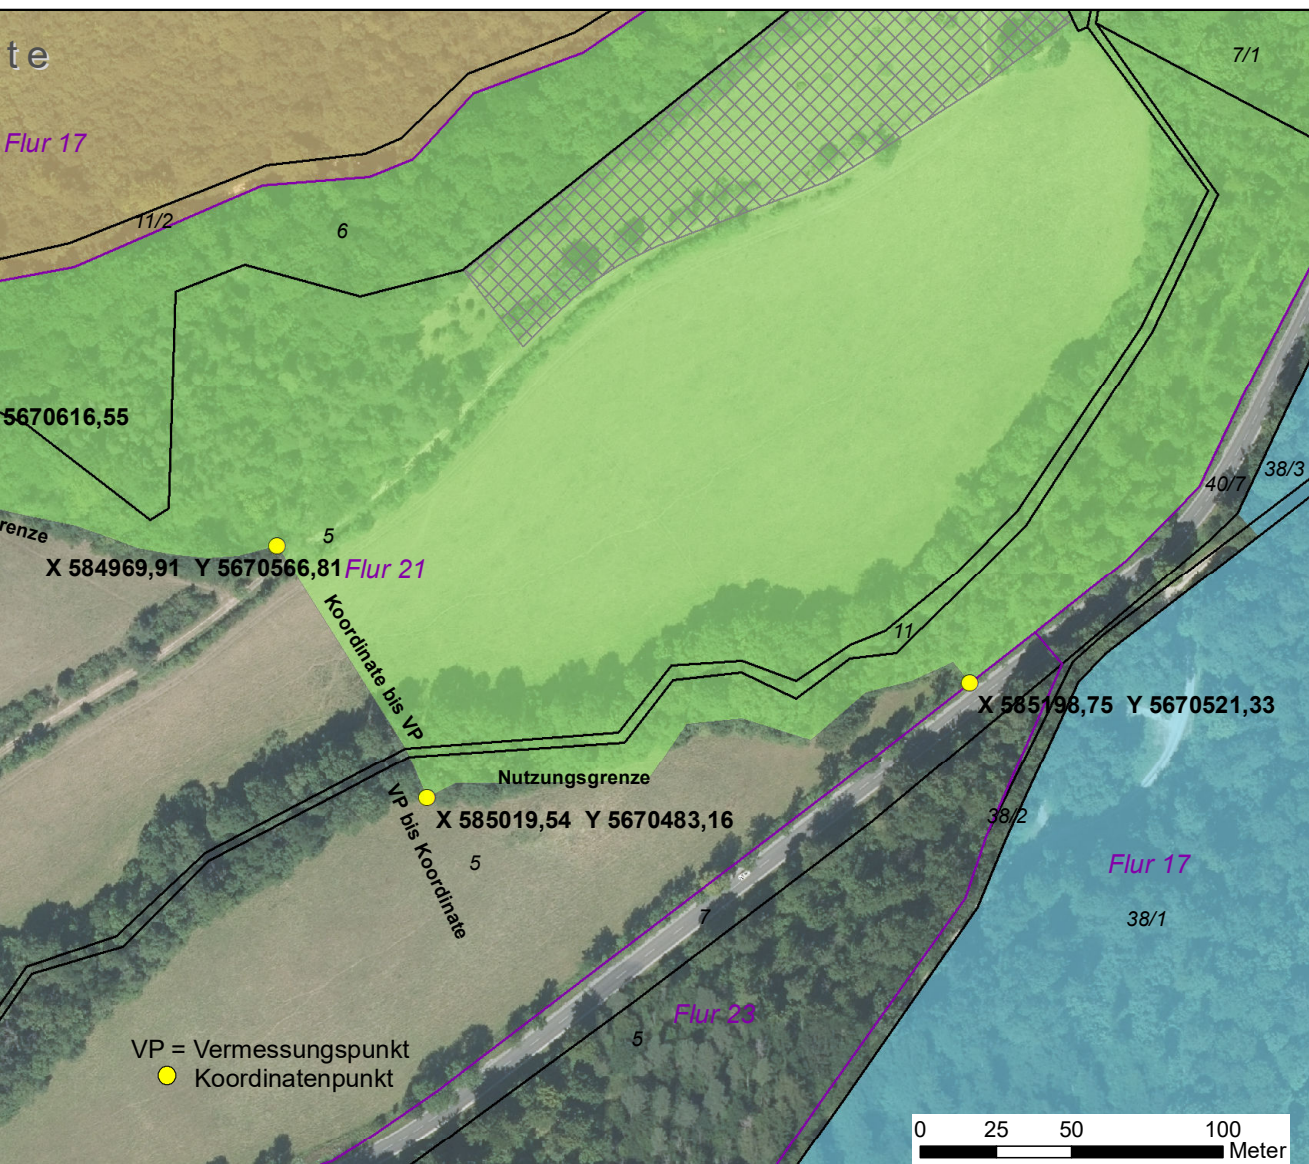 te
7/1
Flur 17
11/2
6
5670616,55
38/3
40/7
renze
5
X 584969,91 Y 5670566,81
Flur 21
Koordinate bis VP
11
X 585198,75 Y 5670521,33
Nutzungsgrenze
VP bis Koordinate
X 585019,54 Y 5670483,16
38/2
5
Flur 17
7
38/1
Flur 23
5
VP = Vermessungspunkt
Koordinatenpunkt
0 25 50 100
Meter